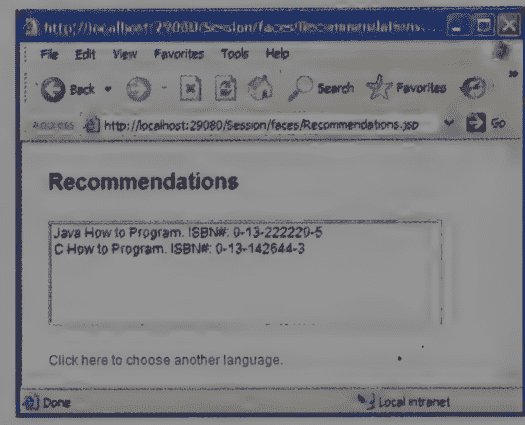 http://localhost:29080/Session/faces/Recommendations....
File Edit View Favorites Tools Help
Back Search Favorites
Address http://localhost:29080/Session/faces/Recommendations.jsp Go
Recommendations
Java How to Program. ISBN#: 0-13-222220-5
C How to Program. ISBN#: 0-13-142644-3
Click here to choose another language.
Done Local intranet